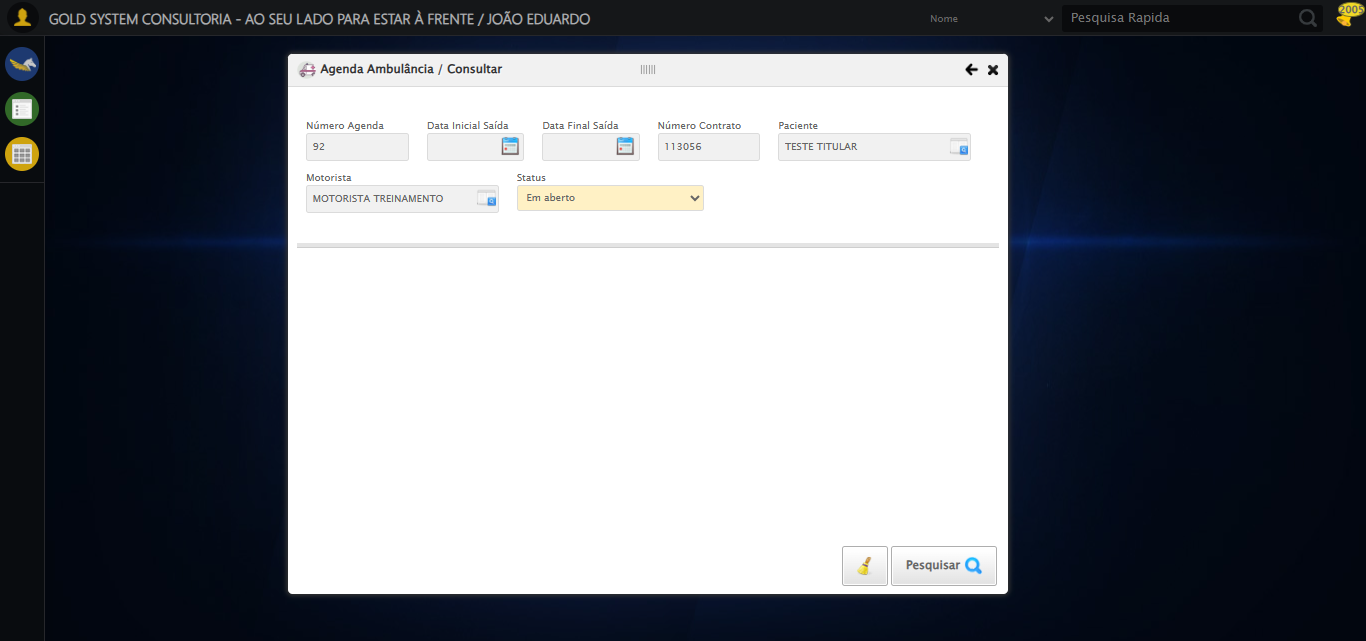 GOLD SYSTEM CONSULTORIA - AO SEU LADO PARA ESTAR À FRENTE / JOÃO EDUARDO
Nome
Pesquisa Rapida
2005
Agenda Ambulância / Consultar
Número Agenda
Data Inicial Saída
Data Final Saída
Número Contrato
Paciente
92
113056
TESTE TITULAR
Motorista
Status
MOTORISTA TREINAMENTO
Em aberto
Pesquisar